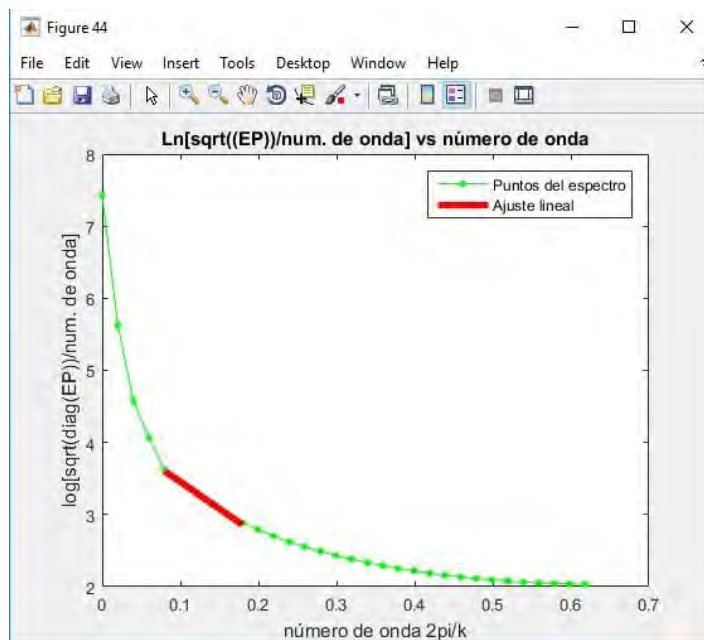 Figure 44
File Edit View Insert Tools Desktop Window Help
Ln[sqrt((EP))/num. de onda] vs número de onda
Puntos del espectro
Ajuste lineal
log[sqrt(diag(EP))/num. de onda]
8
7
6
5
4
3
2
0 0.1 0.2 0.3 0.4 0.5 0.6 0.7
número de onda 2pi/k